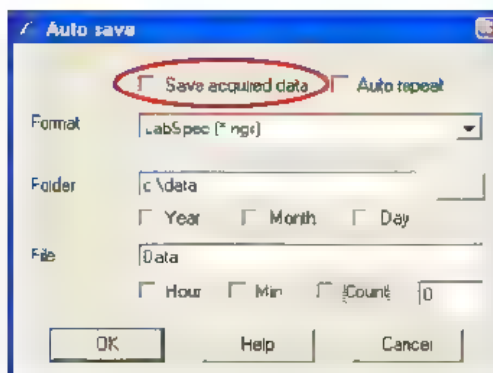 Auto save
Save acquired data Auto repeat
Format LabSpec (*.ngs)
Folder c:\data
Year Month Day
File Data
Hour Min Count 0
OK Help Cancel